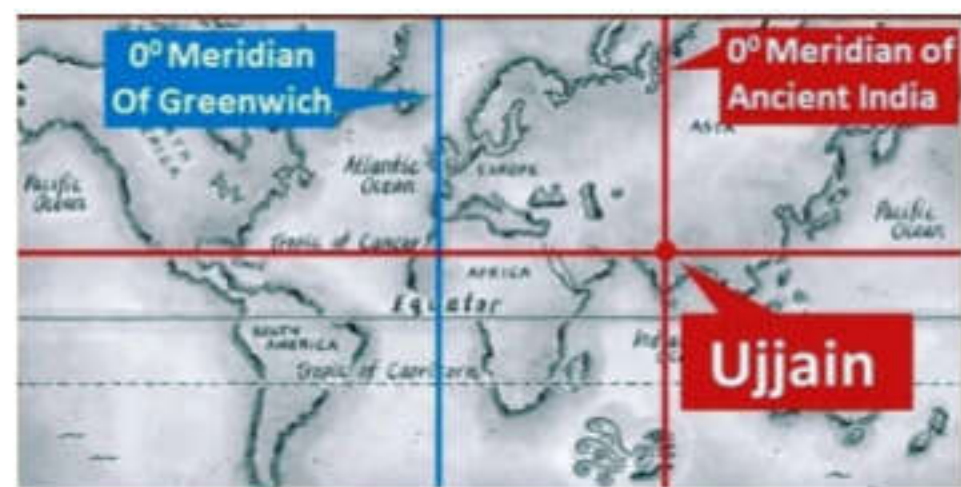 0⁰ Meridian
Of Greenwich
0⁰ Meridian of
Ancient India
ASIA
Atlantic
Ocean
EUROPE
Pacific
Ocean
Pacific
Ocean
Tropic of Cancer
AFRICA
Equator
SOUTH
AMERICA
Ujjain
Tropic of Capricorn